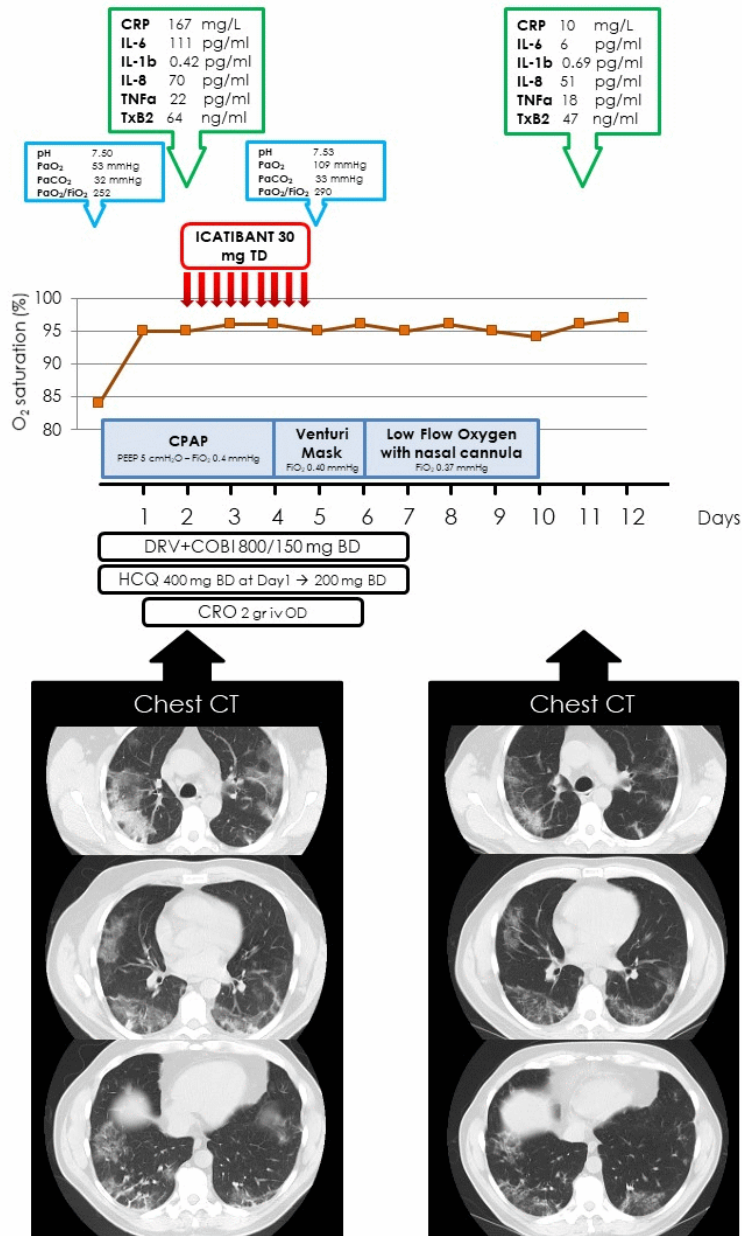 CRP 167 mg/L
IL-6 111 pg/ml
IL-1b 0.42 pg/ml
IL-8 70 pg/ml
TNFa 22 pg/ml
TxB2 64 ng/ml
CRP 10 mg/L
IL-6 6 pg/ml
IL-1b 0.69 pg/ml
IL-8 51 pg/ml
TNFa 18 pg/ml
TxB2 47 ng/ml
pH 7.50
PaO₂ 53 mmHg
PaCO₂ 32 mmHg
PaO₂/FiO₂ 252
pH 7.53
PaO₂ 109 mmHg
PaCO₂ 33 mmHg
PaO₂/FiO₂ 290
ICATIBANT 30
mg TD
O₂ saturation (%)
100
95
90
85
80
CPAP
PEEP 5 cmH₂O – FiO₂ 0.4 mmHg
Venturi
Mask
FiO₂ 0.40 mmHg
Low Flow Oxygen
with nasal cannula
FiO₂ 0.37 mmHg
1 2 3 4 5 6 7 8 9 10 11 12 Days
DRV+COBI 800/150 mg BD
HCQ 400 mg BD at Day1 → 200 mg BD
CRO 2 gr iv OD
Chest CT
Chest CT